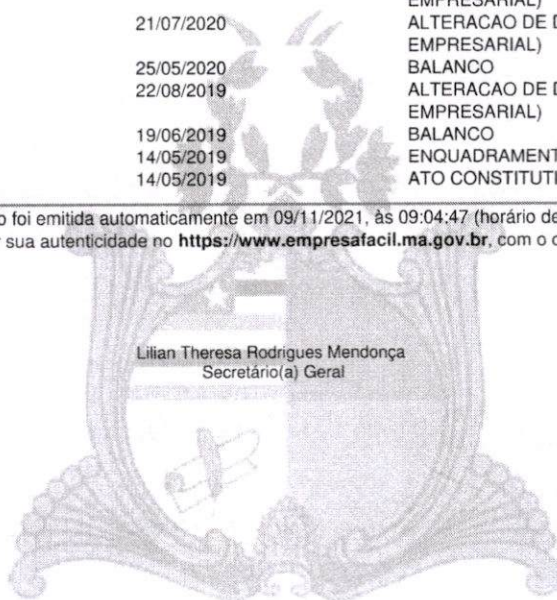 EMPRESARIAL)
21/07/2020 ALTERACAO DE D
EMPRESARIAL)
25/05/2020 BALANCO
22/08/2019 ALTERACAO DE D
EMPRESARIAL)
19/06/2019 BALANCO
14/05/2019 ENQUADRAMENT
14/05/2019 ATO CONSTITUTI
o foi emitida automaticamente em 09/11/2021, às 09:04:47 (horário de
r sua autenticidade no https://www.empresafacil.ma.gov.br, com o c
Lilian Theresa Rodrigues Mendonça
Secretário(a) Geral